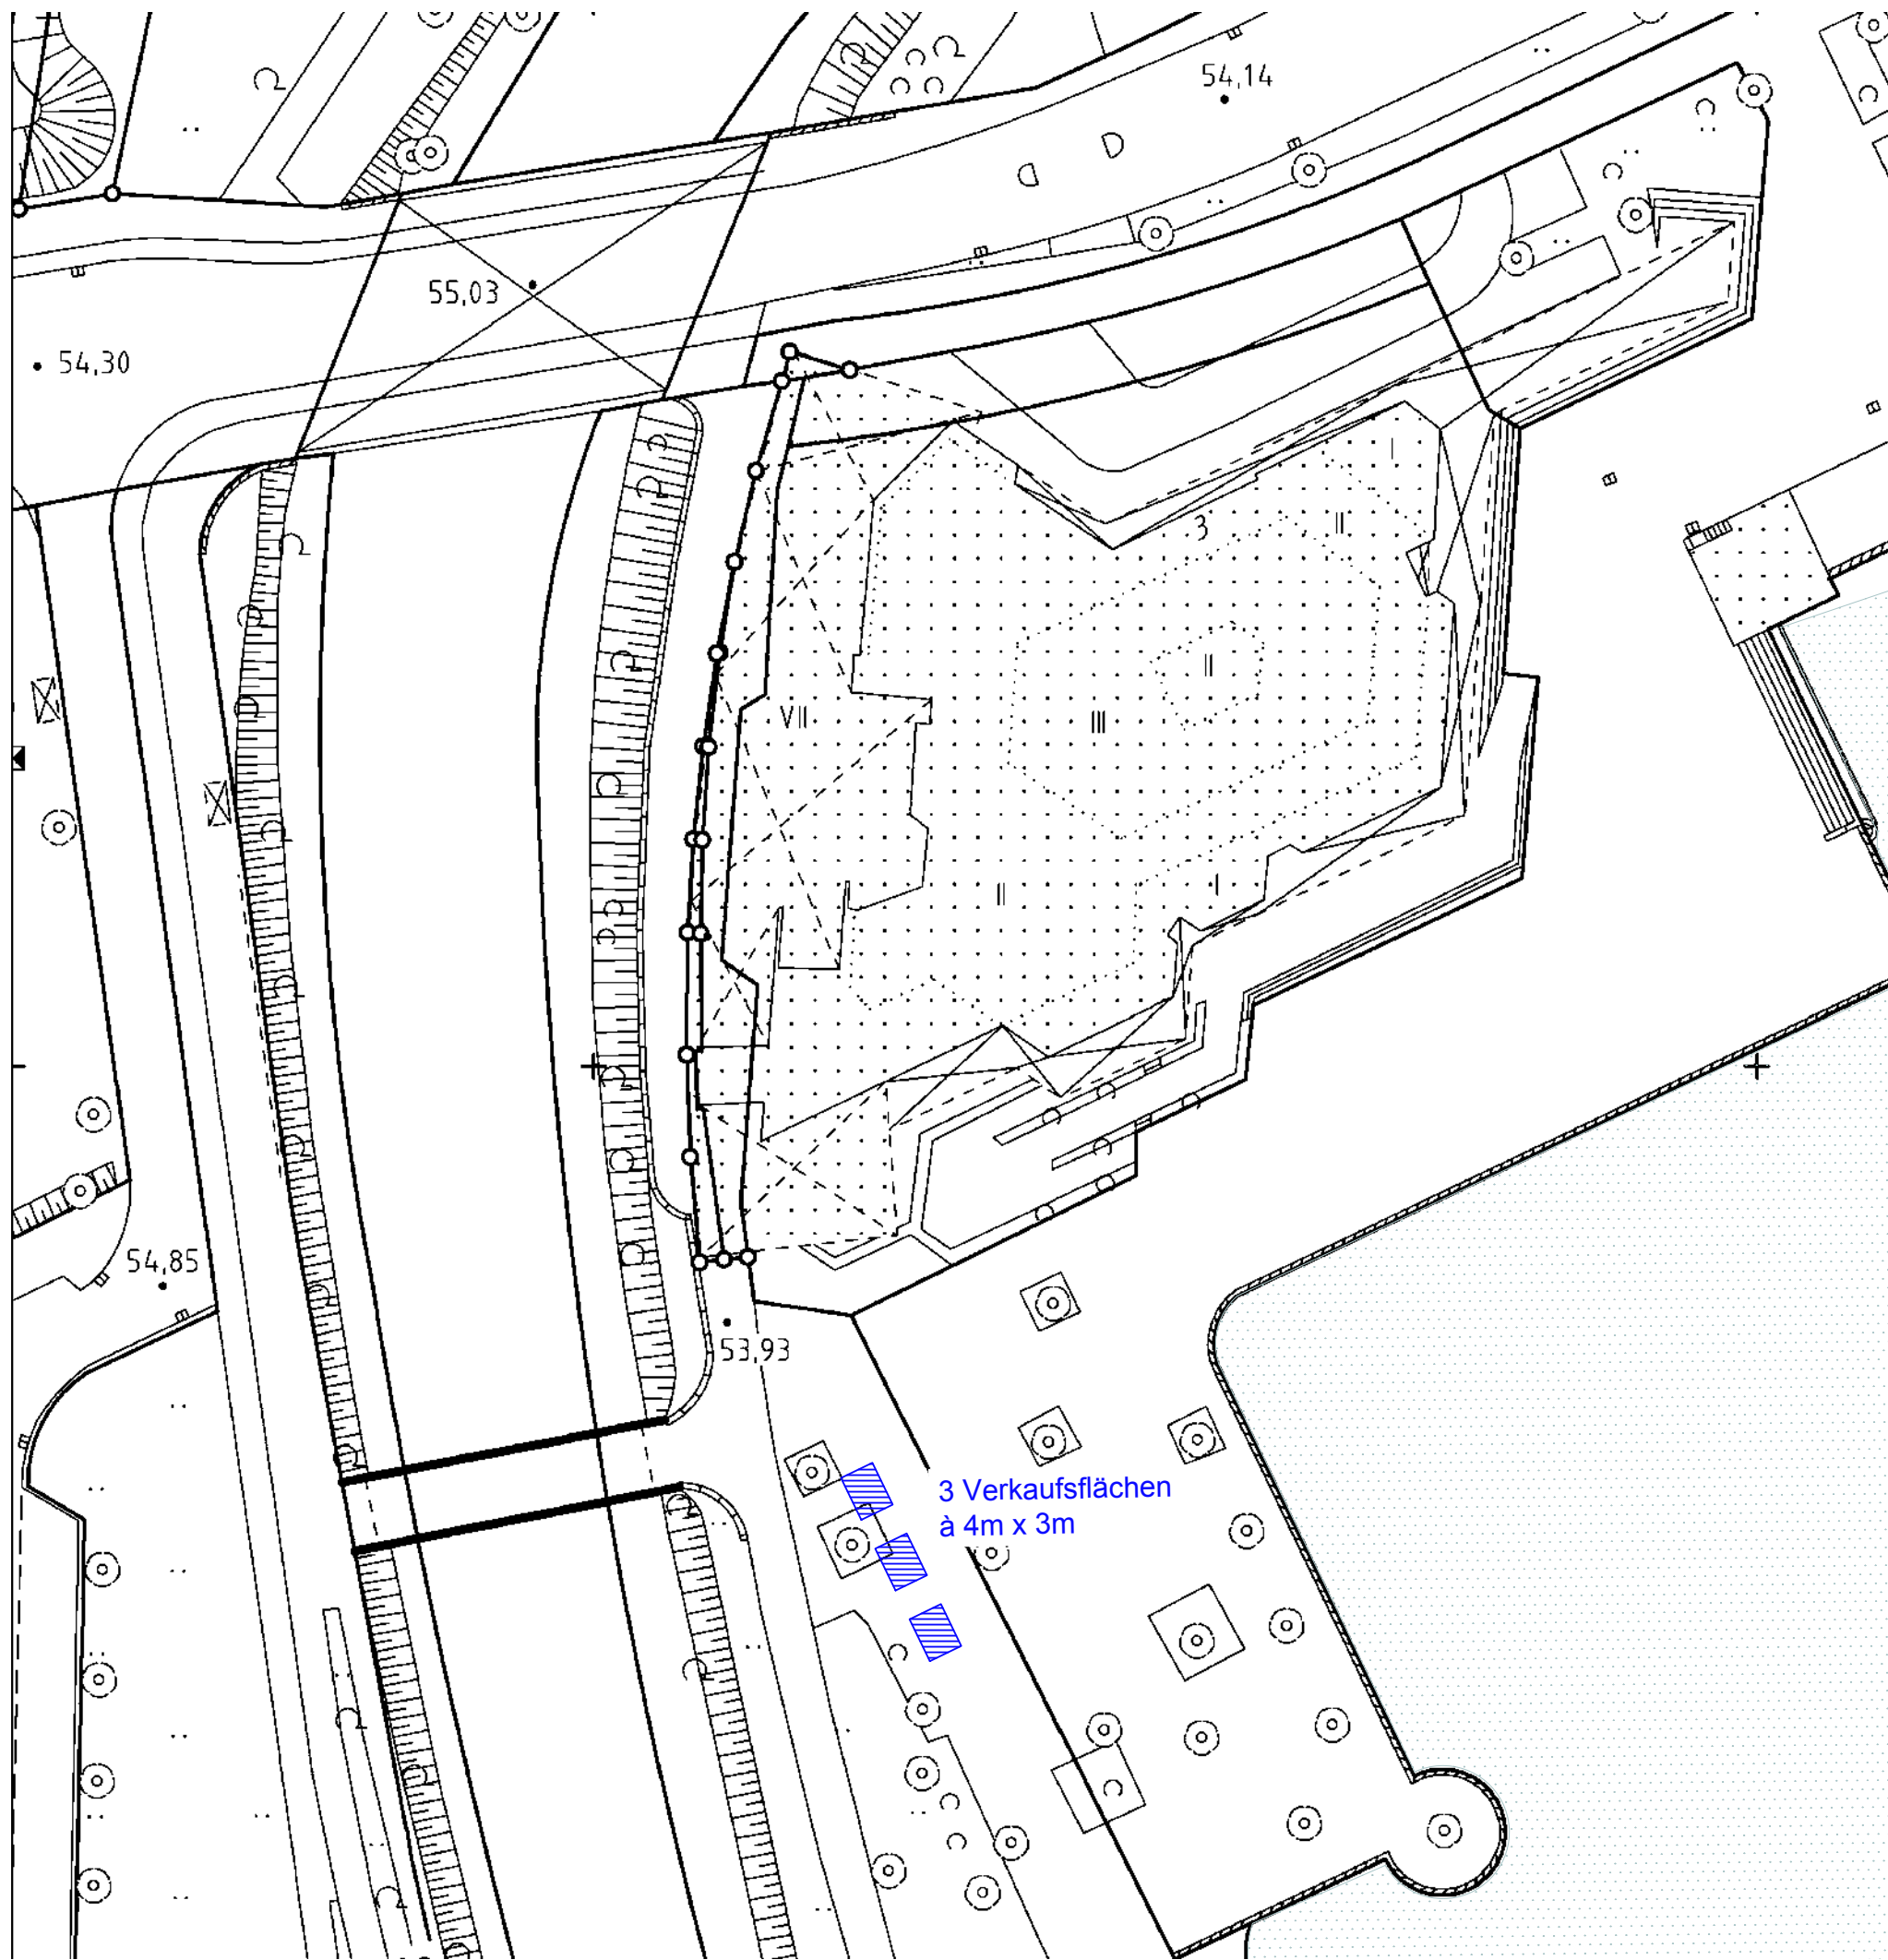 54,14
55,03
54,30
I
3
II
II
VII
III
II
I
54,85
53,93
3 Verkaufsflächen
à 4m x 3m